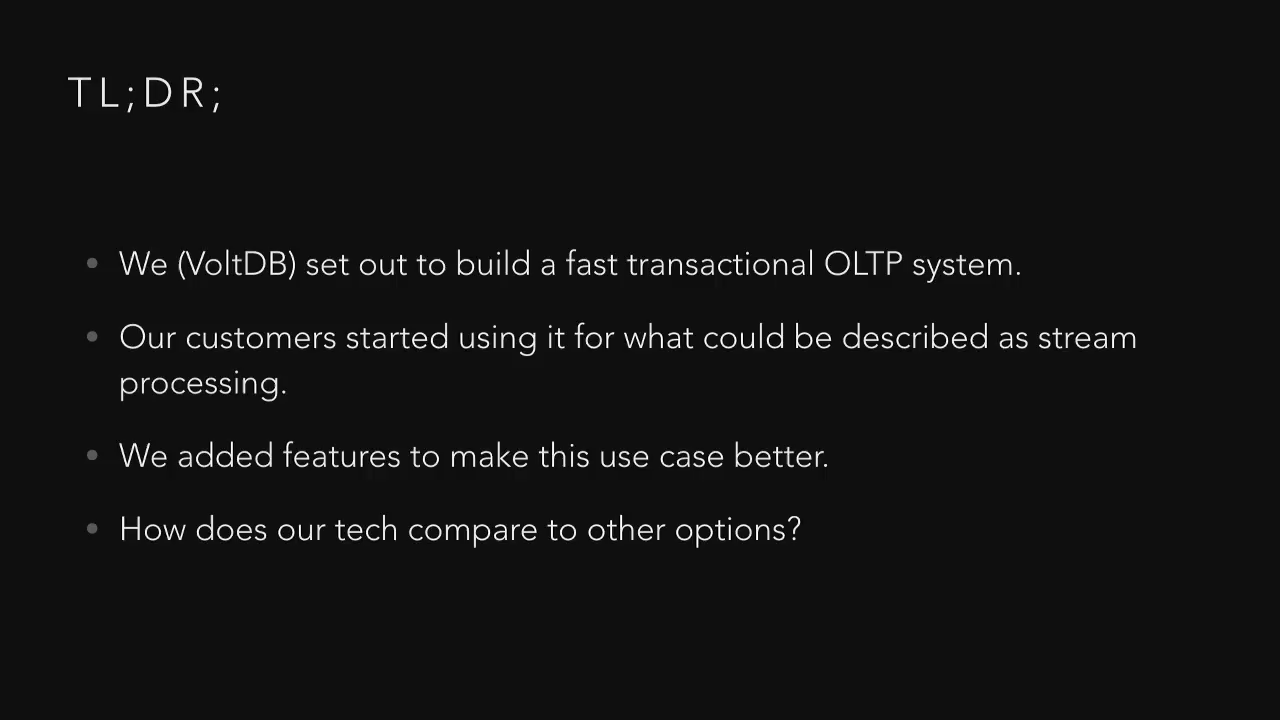 TL;DR;
• We (VoltDB) set out to build a fast transactional OLTP system.
• Our customers started using it for what could be described as stream
processing.
• We added features to make this use case better.
• How does our tech compare to other options?